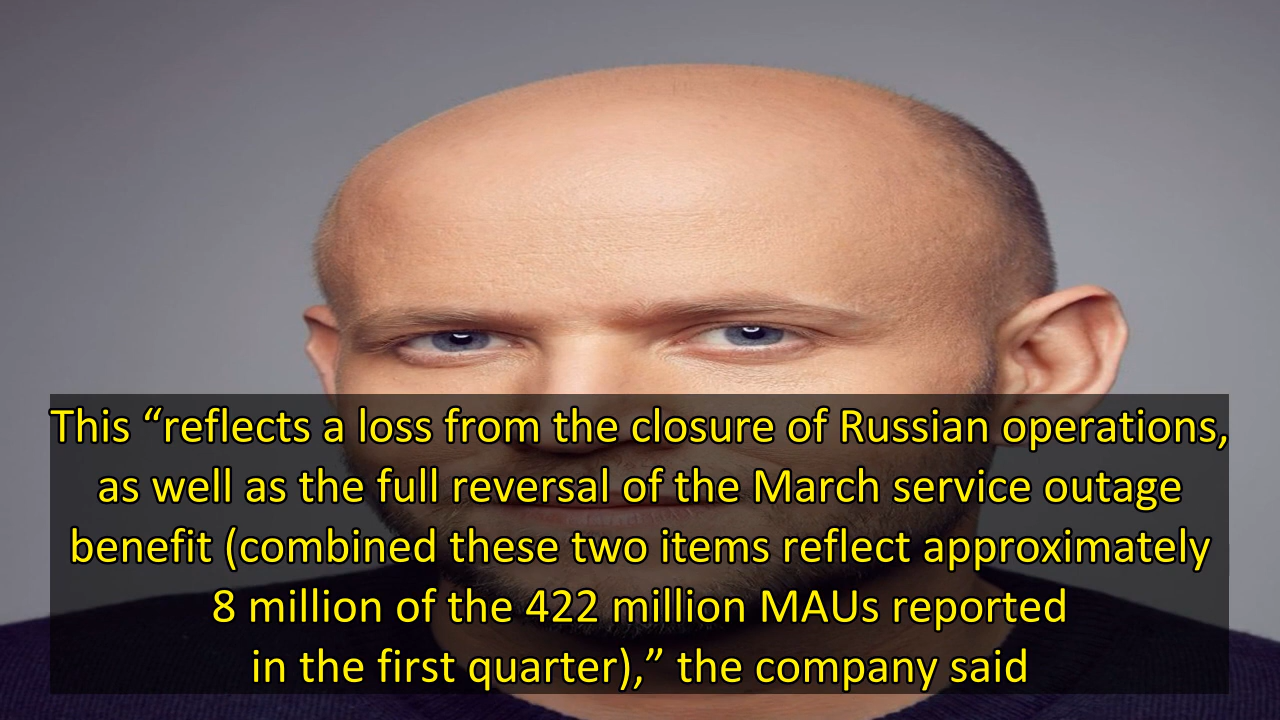 This “reflects a loss from the closure of Russian operations,
as well as the full reversal of the March service outage
benefit (combined these two items reflect approximately
8 million of the 422 million MAUs reported
in the first quarter),” the company said